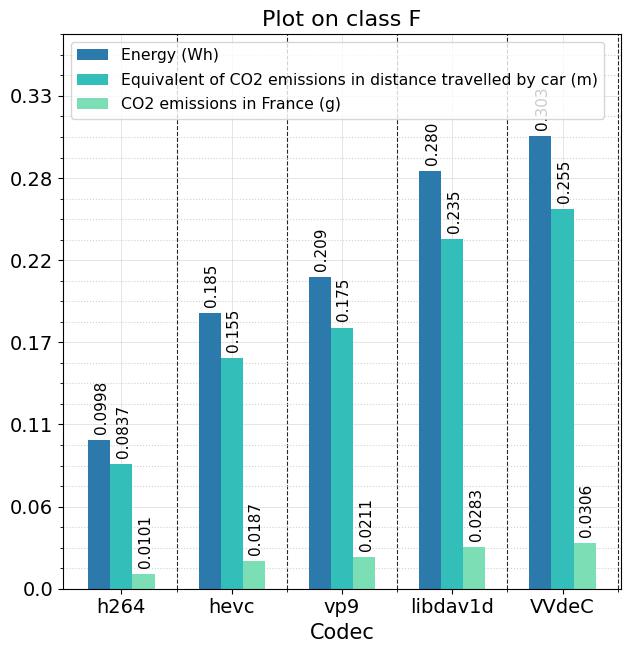 Plot on class F
Energy (Wh)
Equivalent of CO2 emissions in distance travelled by car (m)
CO2 emissions in France (g)
0.33
0.28
0.22
0.17
0.11
0.06
0.0
0.0998
0.0837
0.0101
0.185
0.155
0.0187
0.209
0.175
0.0211
0.280
0.235
0.0283
0.303
0.255
0.0306
h264
hevc
vp9
libdav1d
VVdeC
Codec